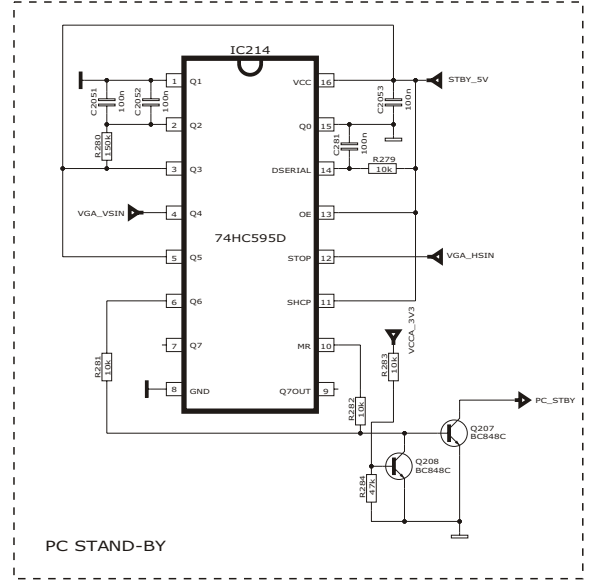 IC214
1 Q1
VCC 16
STBY_5V
C2051
100n
C2052
100n
C2053
100n
2 Q2
Q0 15
R280
150k
C281
100n
R279
10k
3 Q3
DSERIAL 14
VGA_VSIN
4 Q4
OE 13
74HC595D
5 Q5
STOP 12
VGA_HSIN
6 Q6
SHCP 11
VCCA_3V3
R281
10k
7 Q7
MR 10
R283
10k
8 GND
Q7OUT 9
R282
10k
PC_STBY
Q207
BC848C
Q208
BC848C
R284
47k
PC STAND-BY